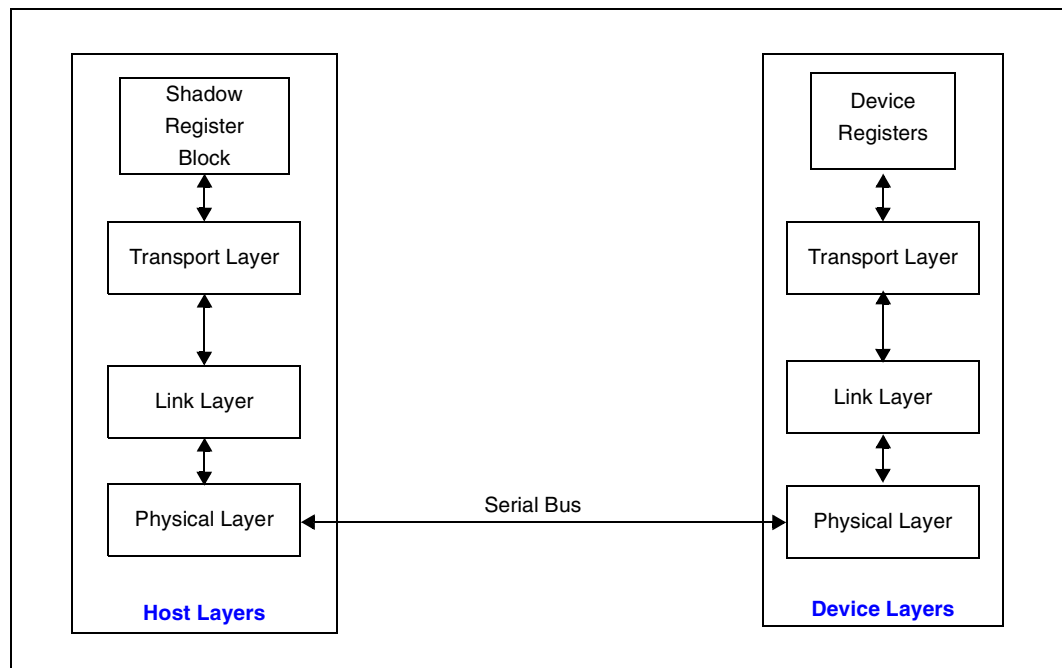 Shadow
Register
Block
Transport Layer
Link Layer
Physical Layer
Host Layers
Serial Bus
Device
Registers
Transport Layer
Link Layer
Physical Layer
Device Layers